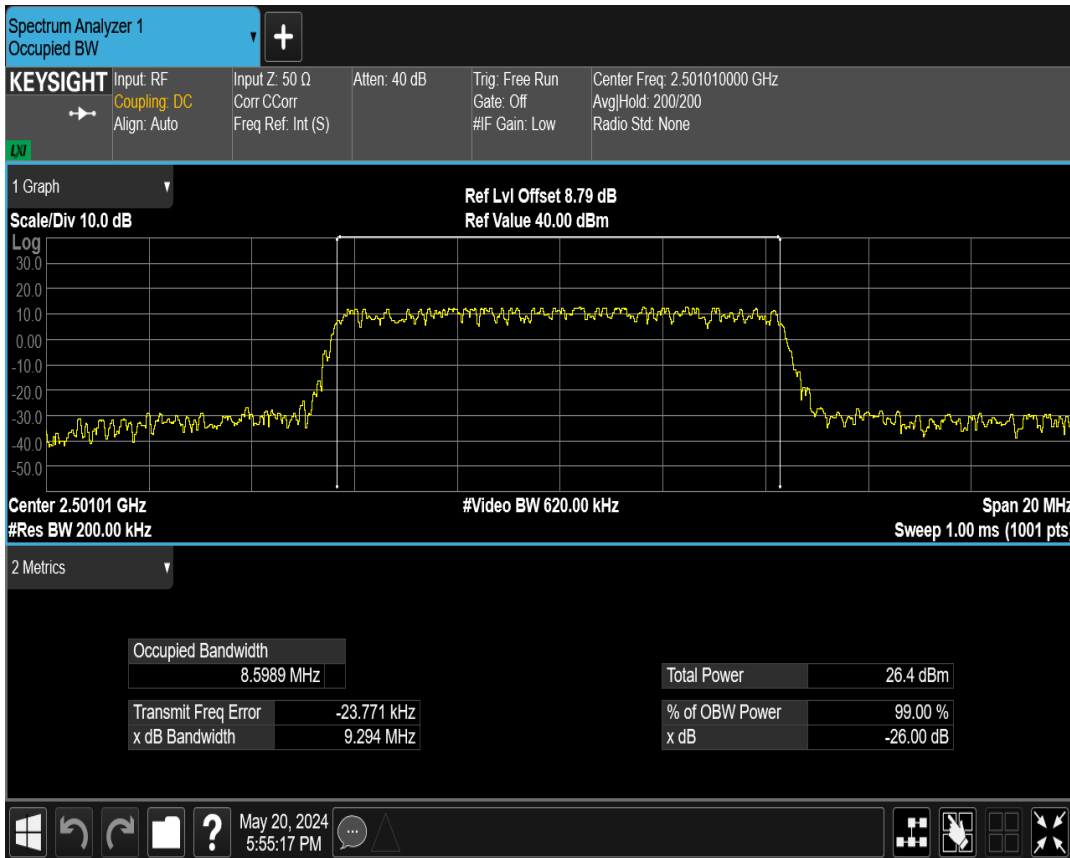 Spectrum Analyzer 1
Occupied BW
+
KEYSIGHT
LXI
Input: RF
Coupling: DC
Align: Auto
Input Z: 50 Ω
Corr CCorr
Freq Ref: Int (S)
Atten: 40 dB
Trig: Free Run
Gate: Off
#IF Gain: Low
Center Freq: 2.501010000 GHz
Avg|Hold: 200/200
Radio Std: None
1 Graph
Scale/Div 10.0 dB
Ref Lvl Offset 8.79 dB
Ref Value 40.00 dBm
Log
30.0
20.0
10.0
0.00
-10.0
-20.0
-30.0
-40.0
-50.0
Center 2.50101 GHz
#Video BW 620.00 kHz
Span 20 MHz
#Res BW 200.00 kHz
Sweep 1.00 ms (1001 pts)
2 Metrics
Occupied Bandwidth
8.5989 MHz
Total Power 26.4 dBm
Transmit Freq Error -23.771 kHz
% of OBW Power 99.00 %
x dB Bandwidth 9.294 MHz
x dB -26.00 dB
?
May 20, 2024
5:55:17 PM